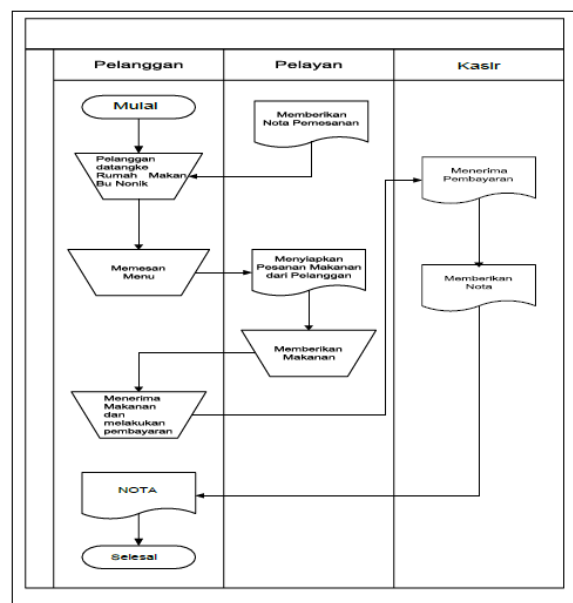 Pelanggan
Pelayan
Kasir
Mulai
Memberikan
Nota Pemesanan
Pelanggan
datangke
Rumah Makan
Bu Nonik
Menerima
Pembayaran
Memesan
Menu
Menyiapkan
Pesanan Makanan
dari Pelanggan
Memberikan
Nota
Memberikan
Makanan
Menerima
Makanan
dan
melakukan
pembayaran
NOTA
Selesai